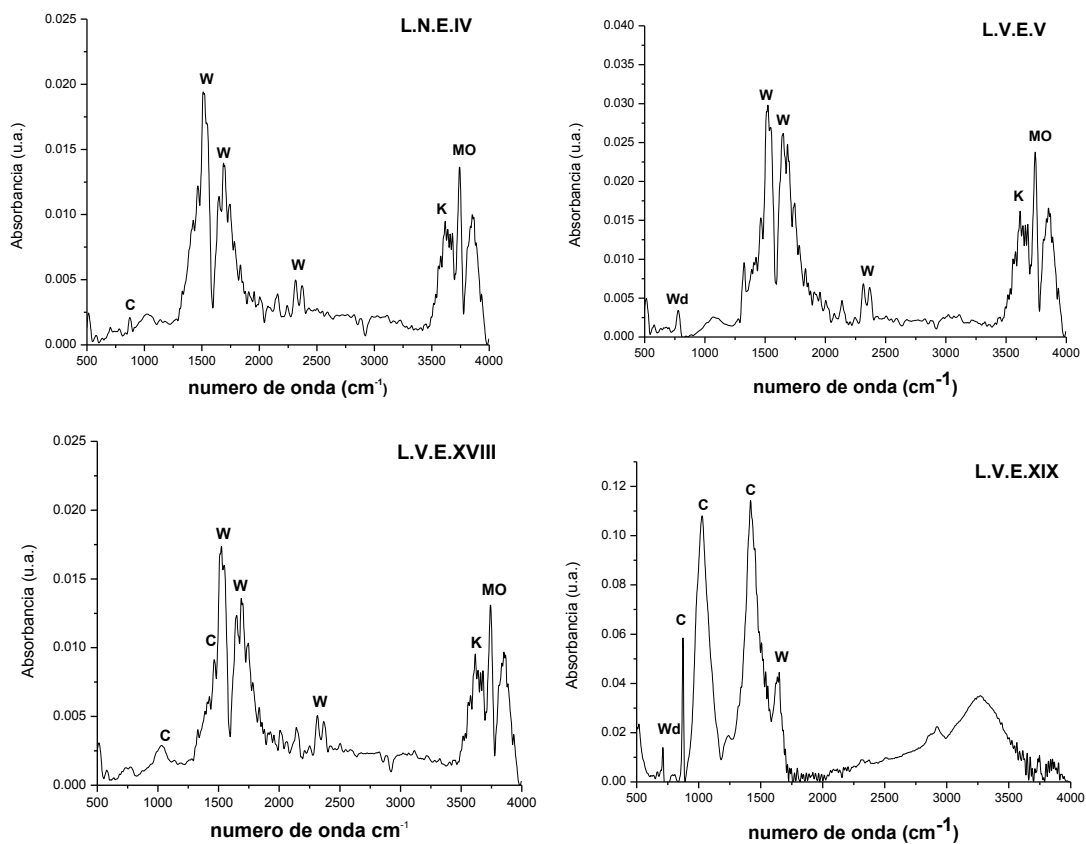 L.N.E.IV
Absorbancia (u.a.)
0.025
0.020
0.015
0.010
0.005
0.000
C
W
W
W
K
MO
500 1000 1500 2000 2500 3000 3500 4000
numero de onda (cm⁻¹)
L.V.E.V
Absorbancia (u.a.)
0.040
0.035
0.030
0.025
0.020
0.015
0.010
0.005
0.000
Wd
W
W
W
K
MO
500 1000 1500 2000 2500 3000 3500 4000
numero de onda (cm⁻¹)
L.V.E.XVIII
Absorbancia (u.a.)
0.025
0.020
0.015
0.010
0.005
0.000
C
C
W
W
W
K
MO
500 1000 1500 2000 2500 3000 3500 4000
numero de onda cm⁻¹
L.V.E.XIX
Absorbancia (u.a.)
0.12
0.10
0.08
0.06
0.04
0.02
0.00
Wd
C
C
C
W
500 1000 1500 2000 2500 3000 3500 4000
numero de onda (cm⁻¹)